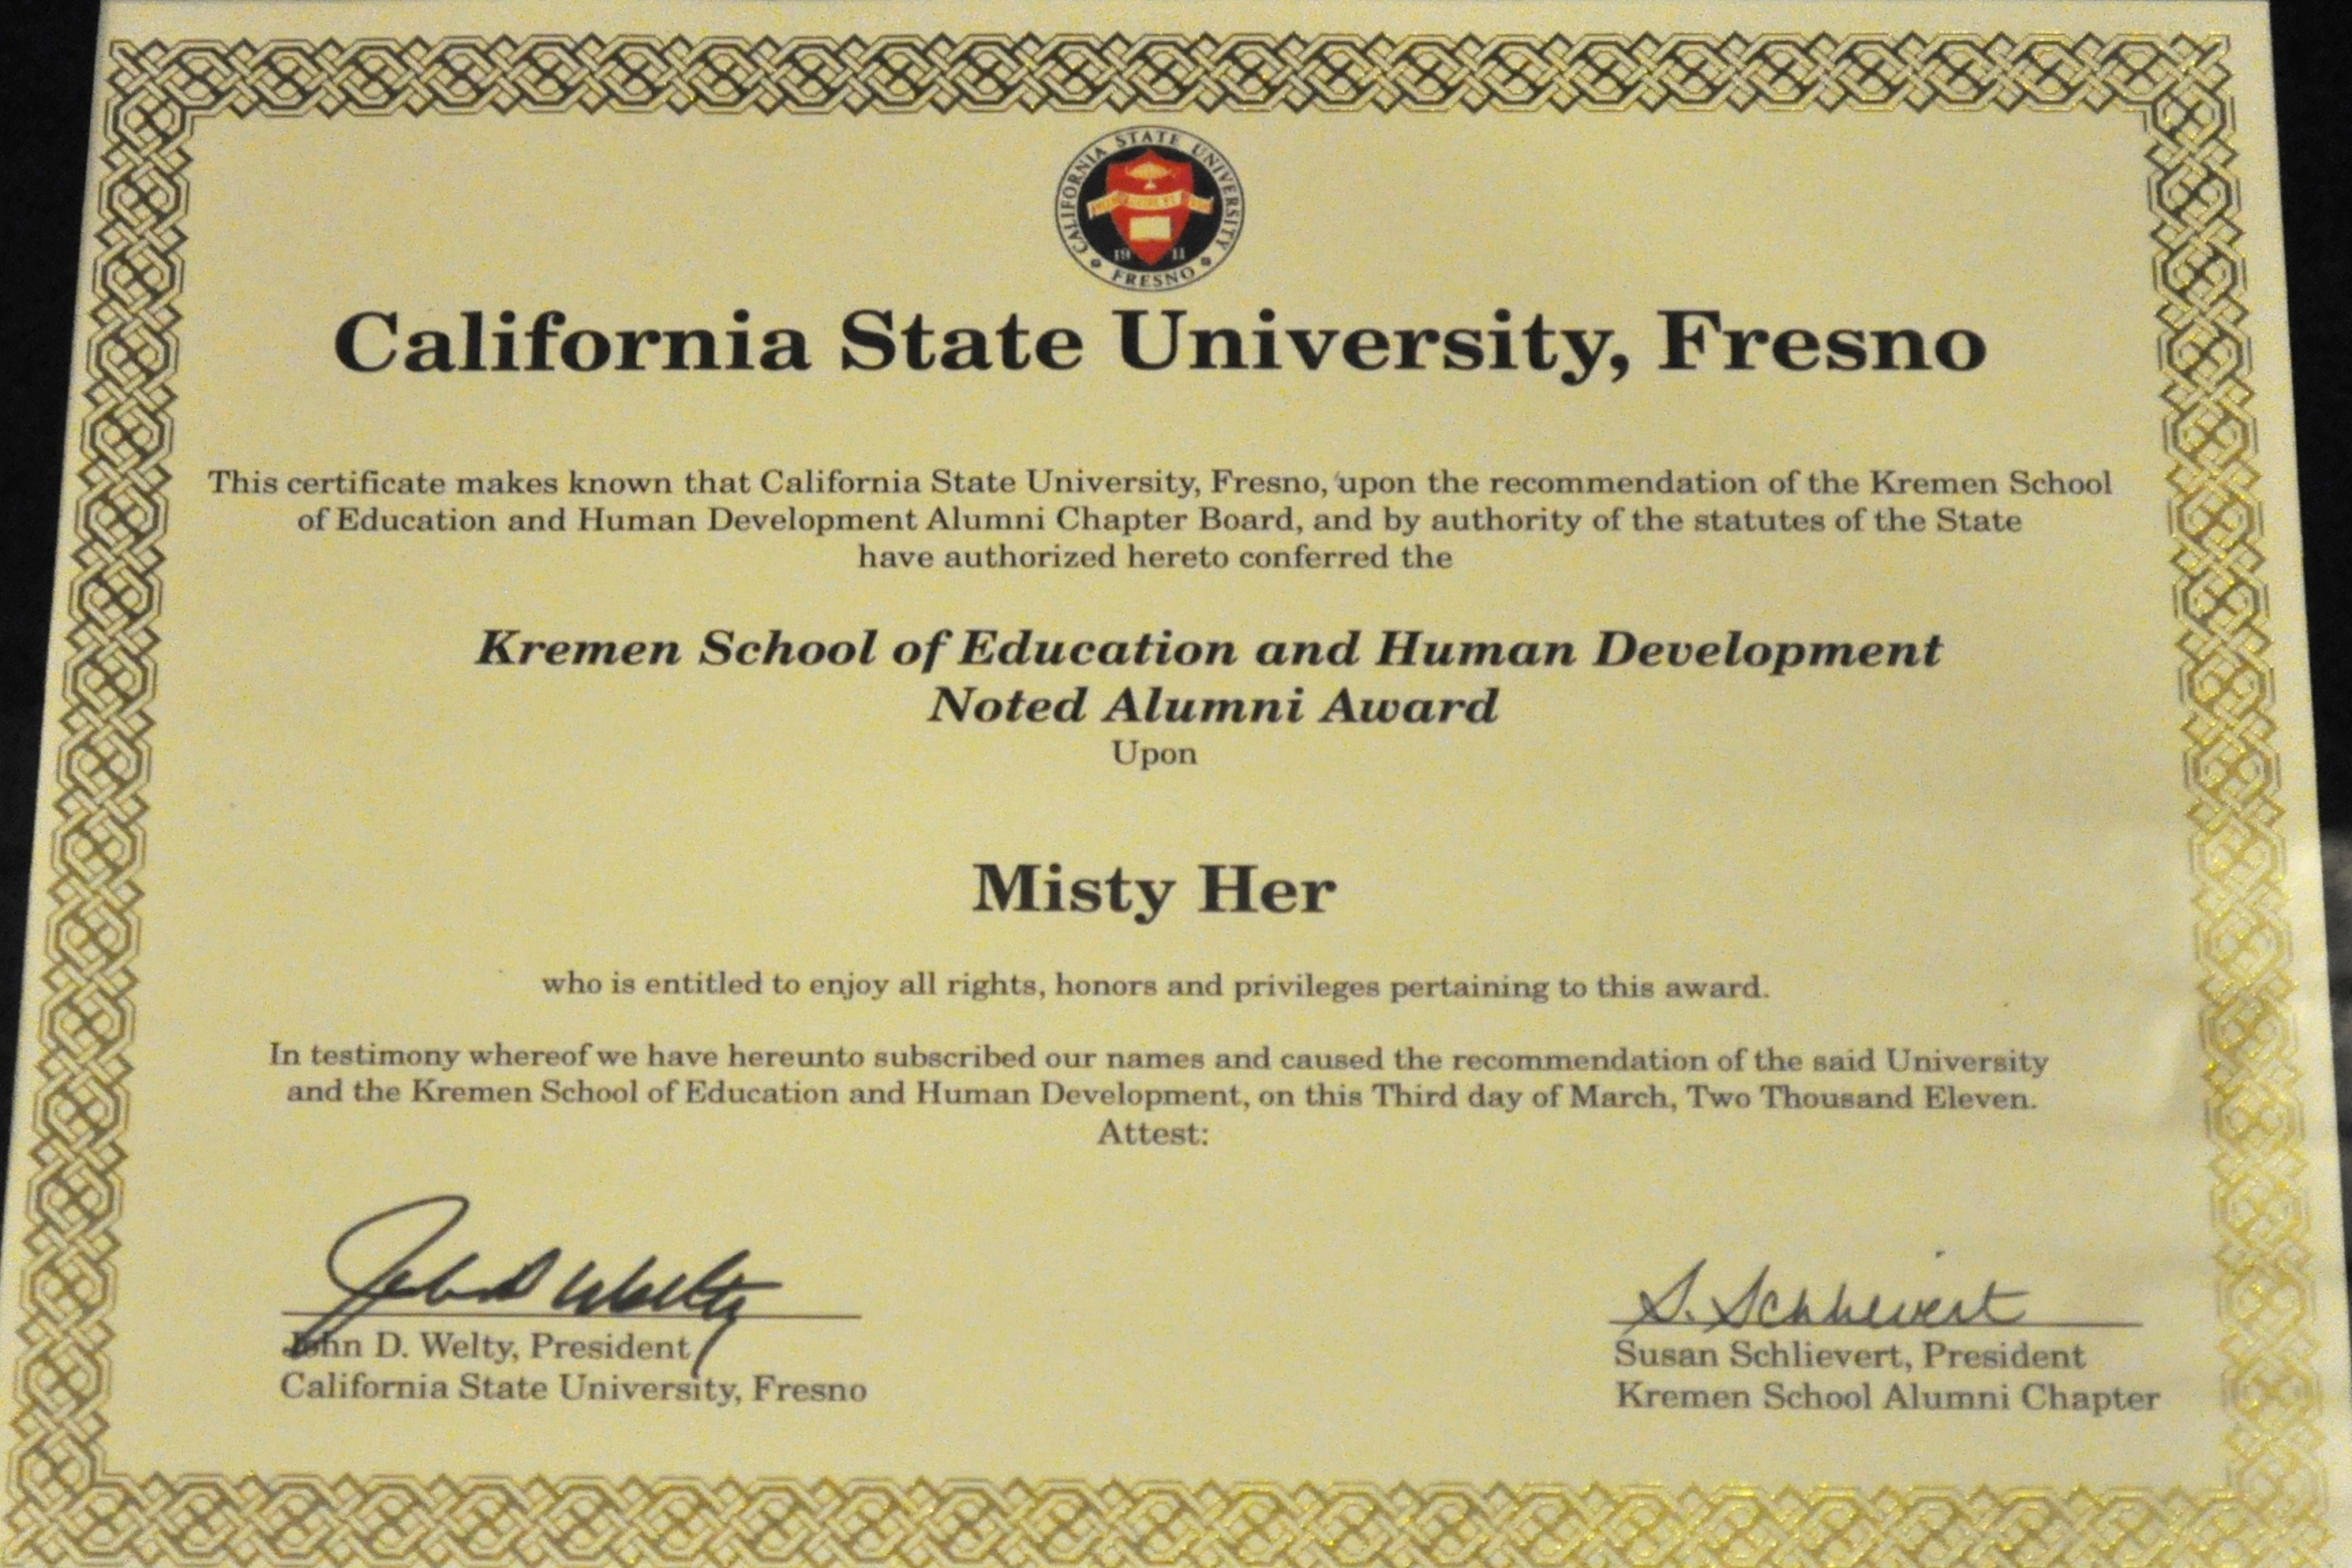 CALIFORNIA STATE UNIVERSITY
19 11
FRESNO
California State University, Fresno
This certificate makes known that California State University, Fresno, upon the recommendation of the Kremen School
of Education and Human Development Alumni Chapter Board, and by authority of the statutes of the State
have authorized hereto conferred the
Kremen School of Education and Human Development
Noted Alumni Award
Upon
Misty Her
who is entitled to enjoy all rights, honors and privileges pertaining to this award.
In testimony whereof we have hereunto subscribed our names and caused the recommendation of the said University
and the Kremen School of Education and Human Development, on this Third day of March, Two Thousand Eleven.
Attest:
John D Welty
John D. Welty, President
California State University, Fresno
S. Schlievert
Susan Schlievert, President
Kremen School Alumni Chapter